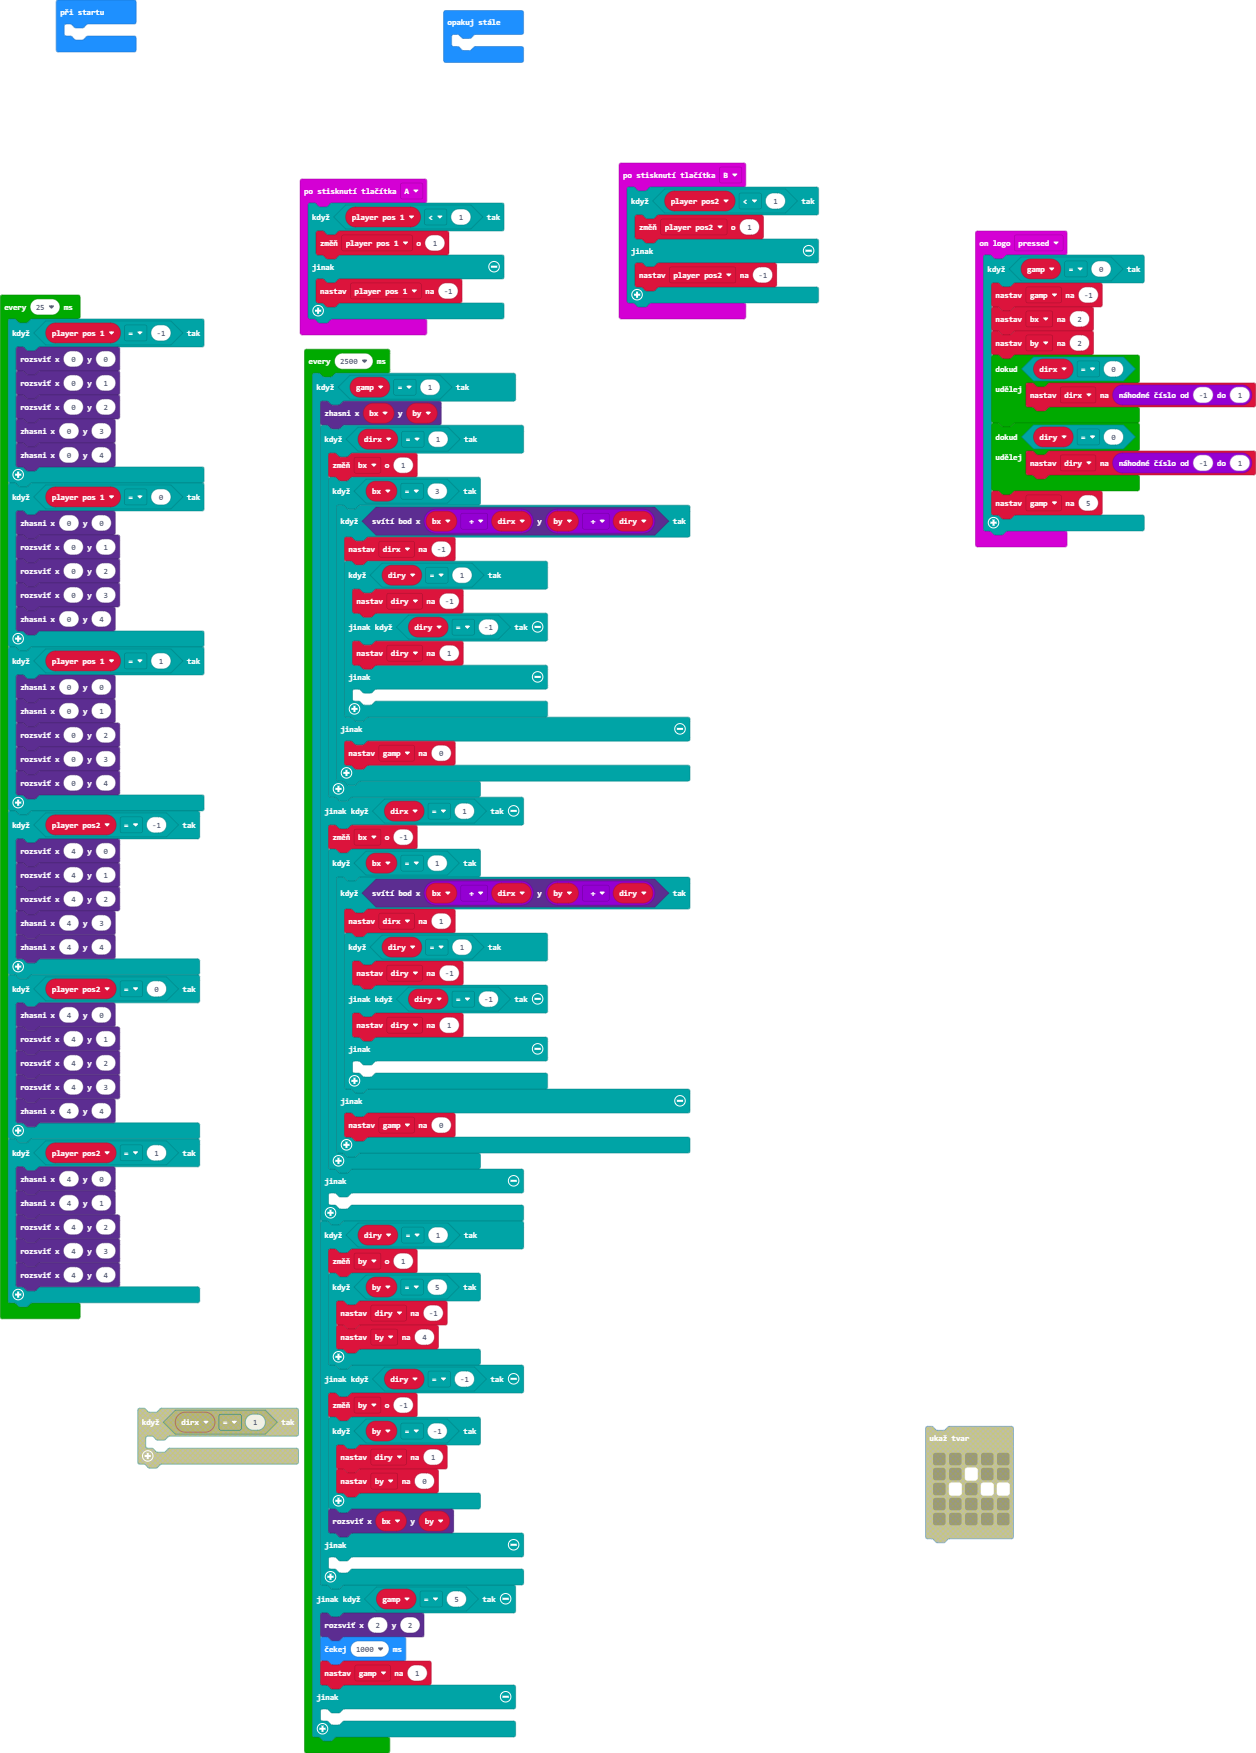 při startu
opakuj stále
po stisknutí tlačítka A
když player pos 1 < 1 tak
změň player pos 1 o 1
jinak
nastav player pos 1 na -1
po stisknutí tlačítka B
když player pos2 < 1 tak
změň player pos2 o 1
jinak
nastav player pos2 na -1
on logo pressed
když gamp = 0 tak
nastav gamp na -1
nastav bx na 2
nastav by na 2
dokud dirx = 0
udělej nastav dirx na náhodné číslo od -1 do 1
dokud diry = 0
udělej nastav diry na náhodné číslo od -1 do 1
nastav gamp na 5
every 25 ms
když player pos 1 = -1 tak
rozsviť x 0 y 0
rozsviť x 0 y 1
rozsviť x 0 y 2
zhasni x 0 y 3
zhasni x 0 y 4
když player pos 1 = 0 tak
zhasni x 0 y 0
rozsviť x 0 y 1
rozsviť x 0 y 2
rozsviť x 0 y 3
zhasni x 0 y 4
když player pos 1 = 1 tak
zhasni x 0 y 0
zhasni x 0 y 1
rozsviť x 0 y 2
rozsviť x 0 y 3
rozsviť x 0 y 4
když player pos2 = -1 tak
rozsviť x 4 y 0
rozsviť x 4 y 1
rozsviť x 4 y 2
zhasni x 4 y 3
zhasni x 4 y 4
když player pos2 = 0 tak
zhasni x 4 y 0
rozsviť x 4 y 1
rozsviť x 4 y 2
rozsviť x 4 y 3
zhasni x 4 y 4
když player pos2 = 1 tak
zhasni x 4 y 0
zhasni x 4 y 1
rozsviť x 4 y 2
rozsviť x 4 y 3
rozsviť x 4 y 4
every 2500 ms
když gamp = 1 tak
zhasni x bx y by
když dirx = 1 tak
změň bx o 1
když bx = 3 tak
když svítí bod x bx + dirx y by + diry tak
nastav dirx na -1
když diry = 1 tak
nastav diry na -1
jinak když diry = -1 tak
nastav diry na 1
jinak
jinak
nastav gamp na 0
jinak když dirx = 1 tak
změň bx o -1
když bx = 1 tak
když svítí bod x bx + dirx y by + diry tak
nastav dirx na 1
když diry = 1 tak
nastav diry na -1
jinak když diry = -1 tak
nastav diry na 1
jinak
jinak
nastav gamp na 0
jinak
když diry = 1 tak
změň by o 1
když by = 5 tak
nastav diry na -1
nastav by na 4
jinak když diry = -1 tak
změň by o -1
když by = -1 tak
nastav diry na 1
nastav by na 0
rozsviť x bx y by
jinak
jinak když gamp = 5 tak
rozsviť x 2 y 2
čekej 1000 ms
nastav gamp na 1
jinak
když dirx = 1 tak
ukaž tvar